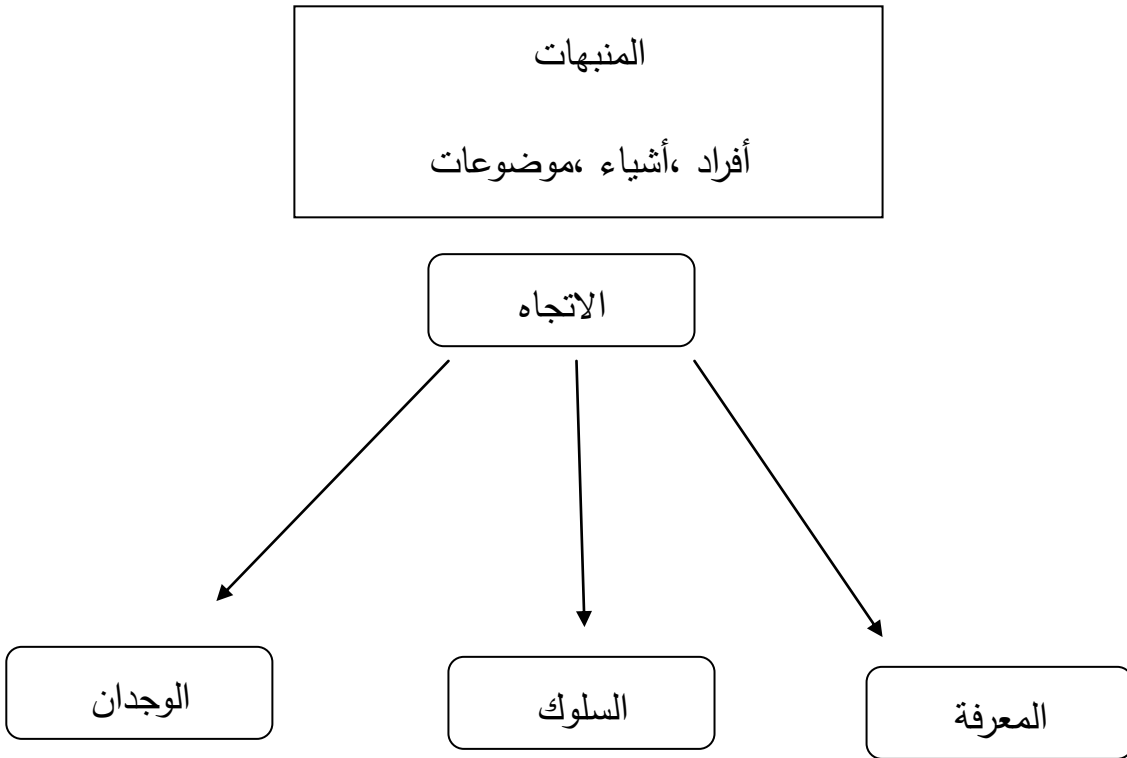 المنبهات
أفراد ،أشياء ،موضوعات
الاتجاه
المعرفة
السلوك
الوجدان